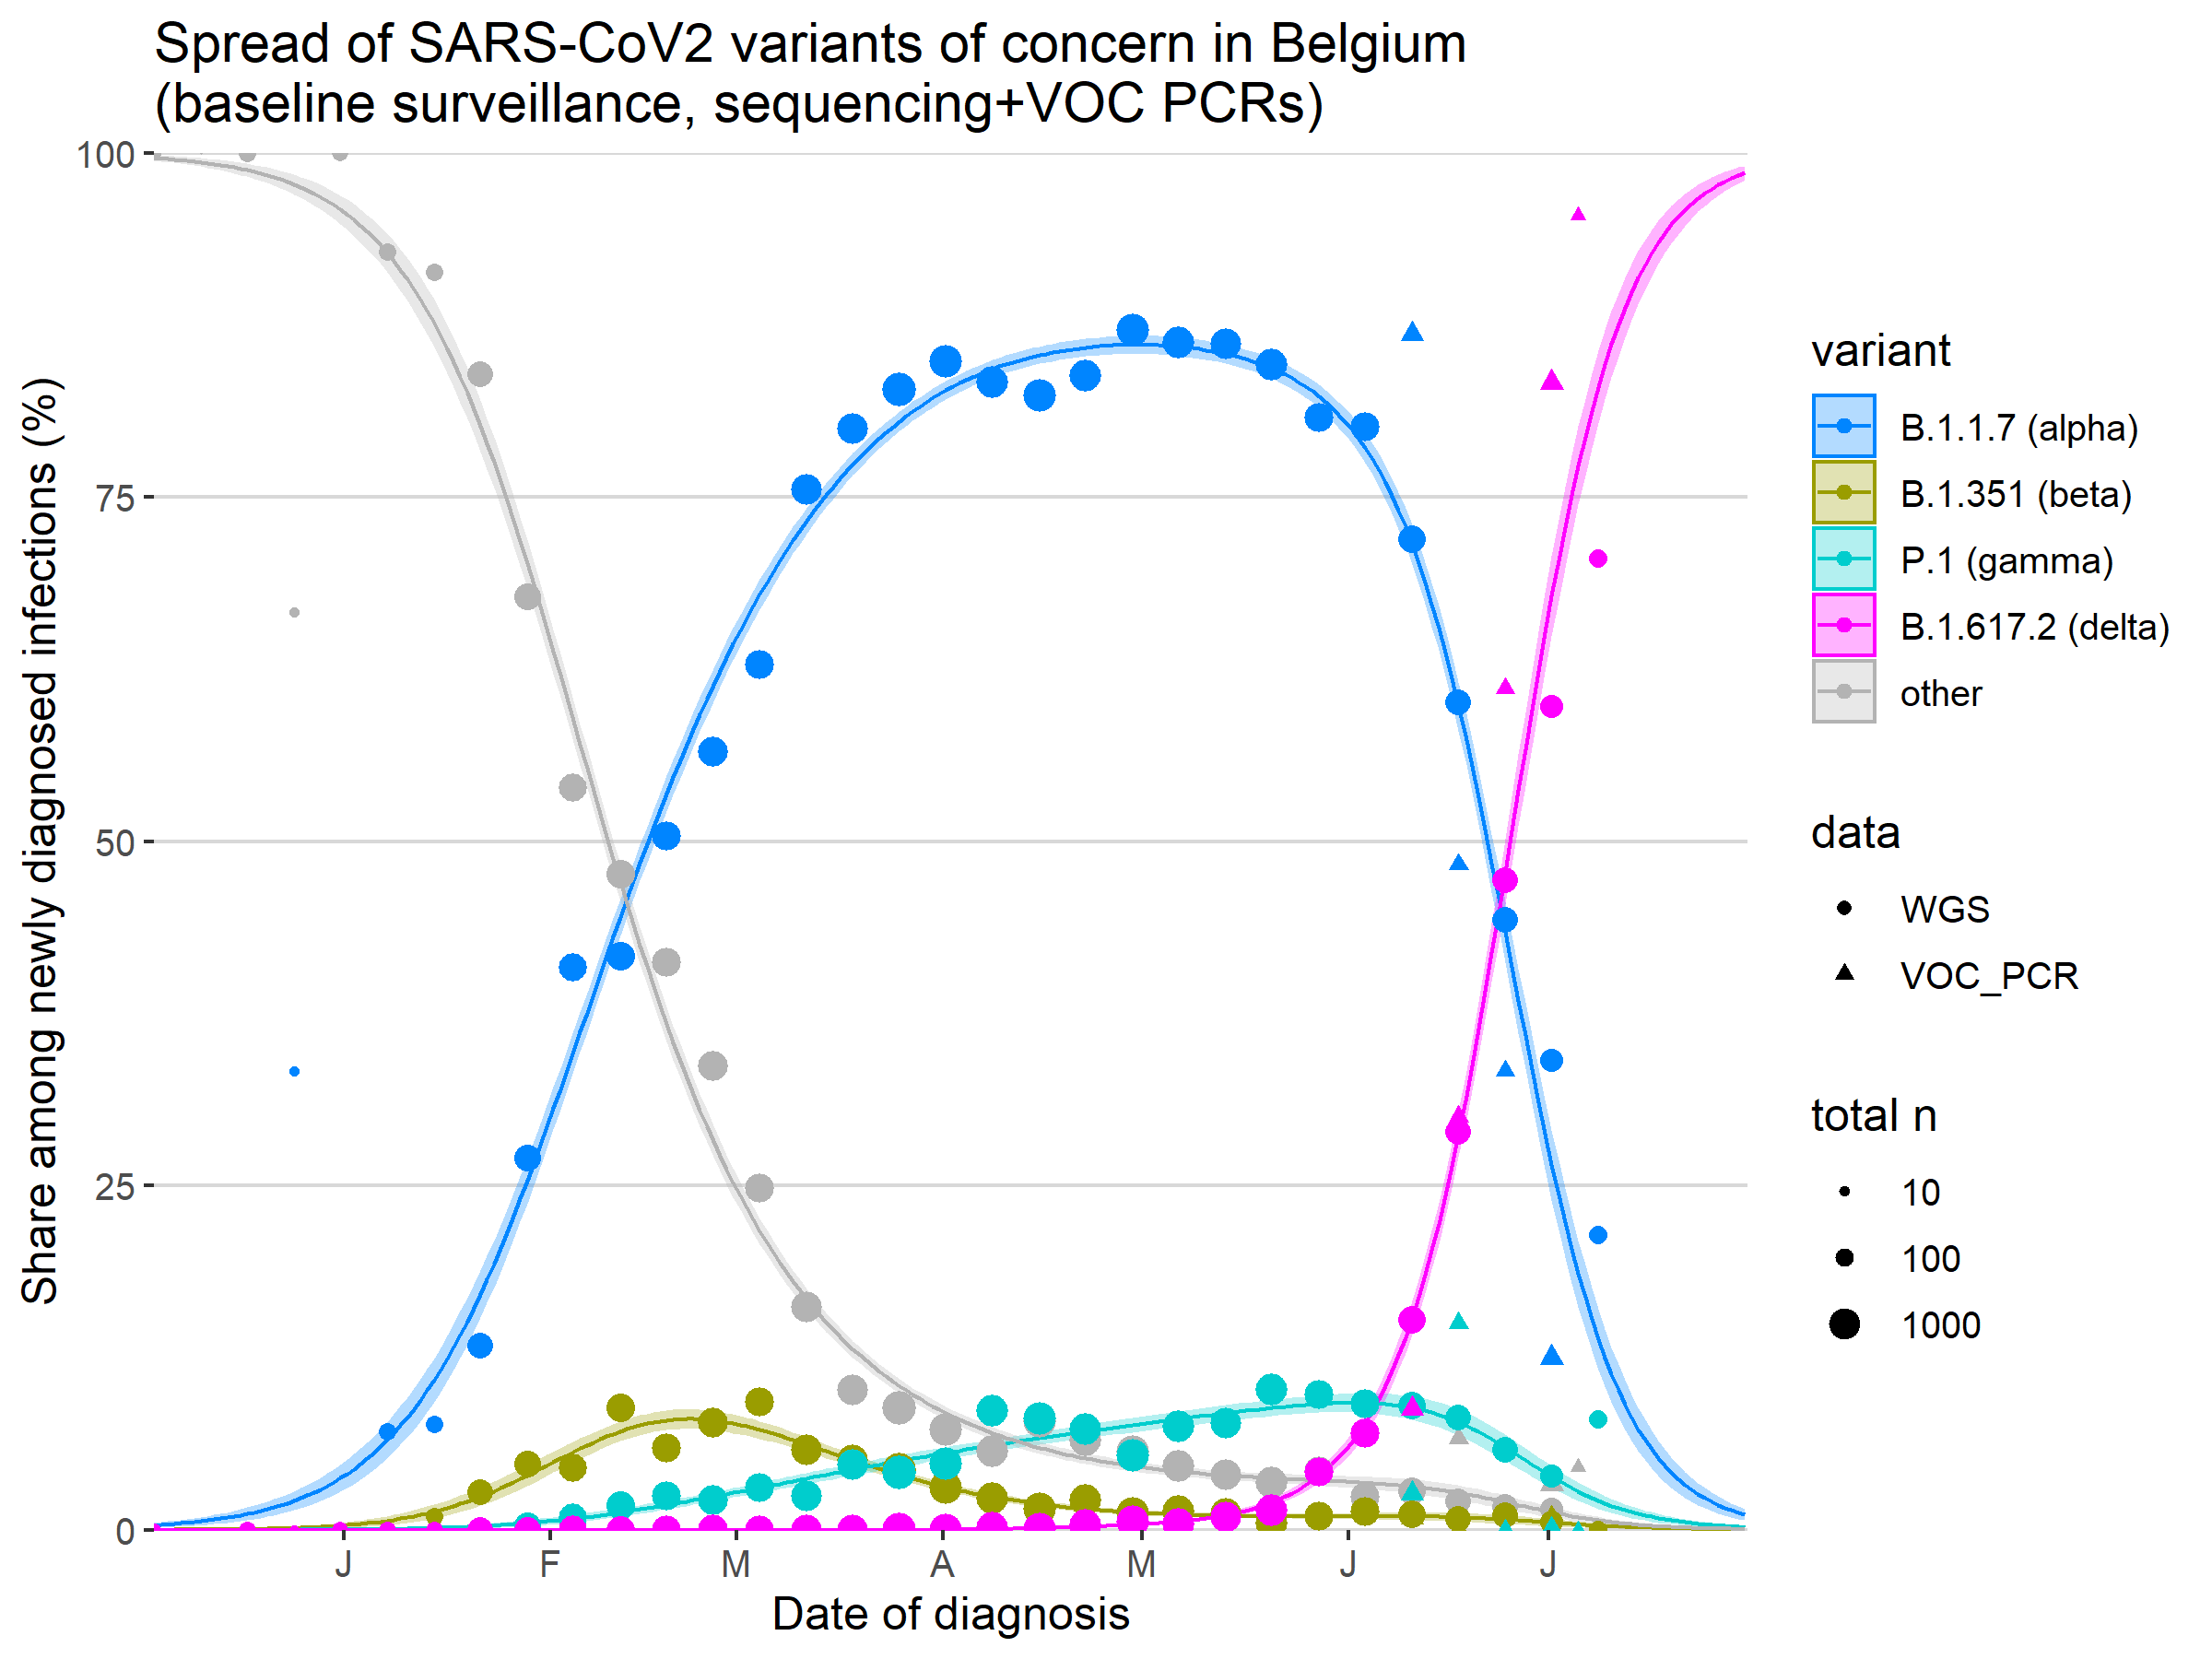 Spread of SARS-CoV2 variants of concern in Belgium
(baseline surveillance, sequencing+VOC PCRs)
Share among newly diagnosed infections (%)
100
75
50
25
0
J F M A M J J
Date of diagnosis
variant
B.1.1.7 (alpha)
B.1.351 (beta)
P.1 (gamma)
B.1.617.2 (delta)
other
data
WGS
VOC_PCR
total n
10
100
1000